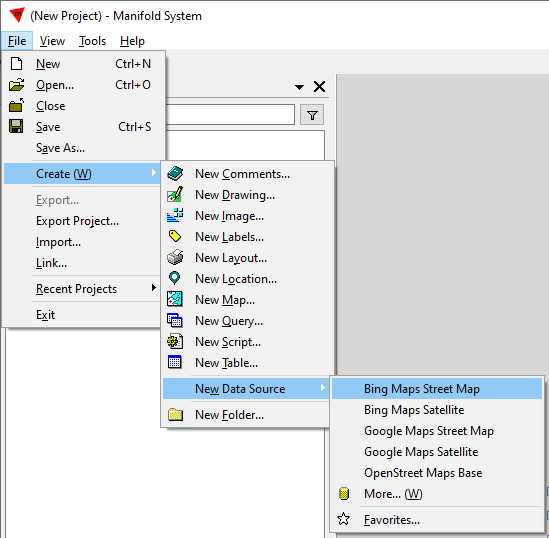 (New Project) - Manifold System
File View Tools Help
New Ctrl+N
Open... Ctrl+O
Close
Save Ctrl+S
Save As...
Create (W)
Export...
Export Project...
Import...
Link...
Recent Projects
Exit
New Comments...
New Drawing...
New Image...
New Labels...
New Layout...
New Location...
New Map...
New Query...
New Script...
New Table...
New Data Source
New Folder...
Bing Maps Street Map
Bing Maps Satellite
Google Maps Street Map
Google Maps Satellite
OpenStreet Maps Base
More... (W)
Favorites...